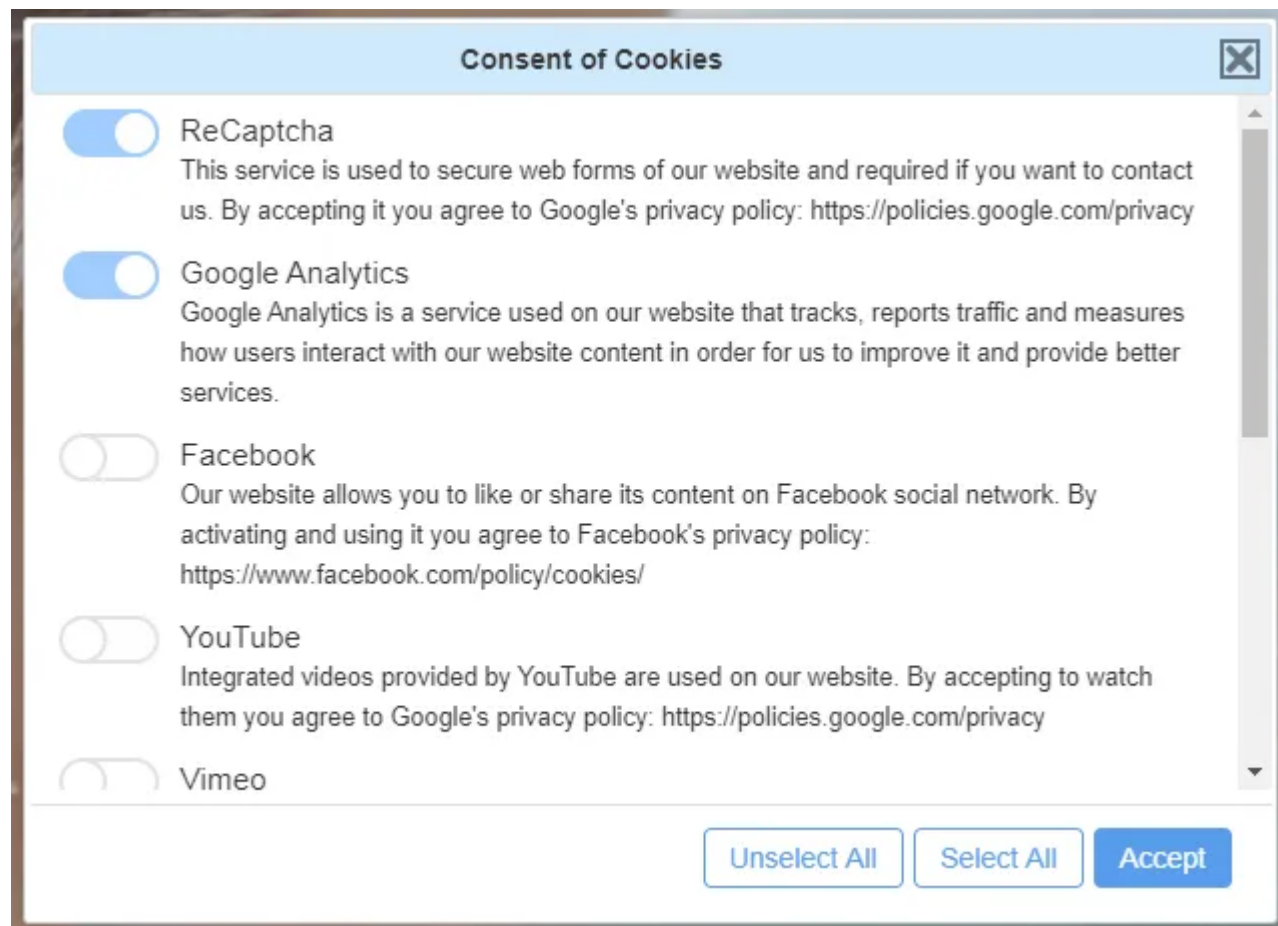 Consent of Cookies
ReCaptcha
This service is used to secure web forms of our website and required if you want to contact
us. By accepting it you agree to Google's privacy policy: https://policies.google.com/privacy
Google Analytics
Google Analytics is a service used on our website that tracks, reports traffic and measures
how users interact with our website content in order for us to improve it and provide better
services.
Facebook
Our website allows you to like or share its content on Facebook social network. By
activating and using it you agree to Facebook's privacy policy:
https://www.facebook.com/policy/cookies/
YouTube
Integrated videos provided by YouTube are used on our website. By accepting to watch
them you agree to Google's privacy policy: https://policies.google.com/privacy
Vimeo
Unselect All
Select All
Accept